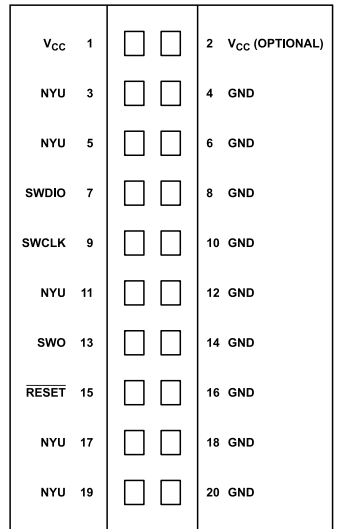 VCC 1 2 VCC (OPTIONAL)
NYU 3 4 GND
NYU 5 6 GND
SWDIO 7 8 GND
SWCLK 9 10 GND
NYU 11 12 GND
SWO 13 14 GND
RESET 15 16 GND
NYU 17 18 GND
NYU 19 20 GND